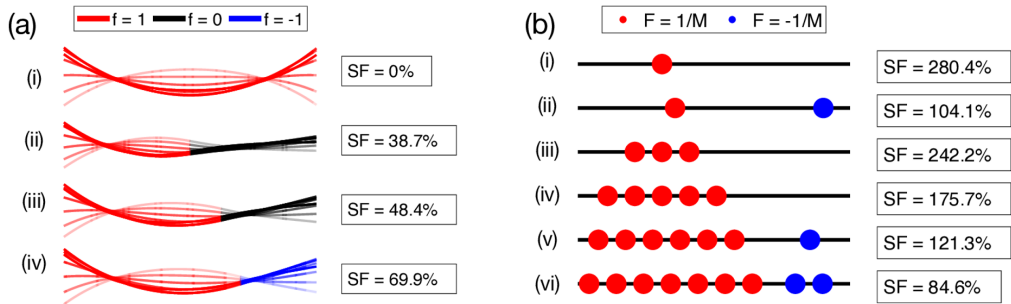 (a)
f = 1 f = 0 f = -1
(i) SF = 0%
(ii) SF = 38.7%
(iii) SF = 48.4%
(iv) SF = 69.9%
(b)
F = 1/M F = -1/M
(i) SF = 280.4%
(ii) SF = 104.1%
(iii) SF = 242.2%
(iv) SF = 175.7%
(v) SF = 121.3%
(vi) SF = 84.6%